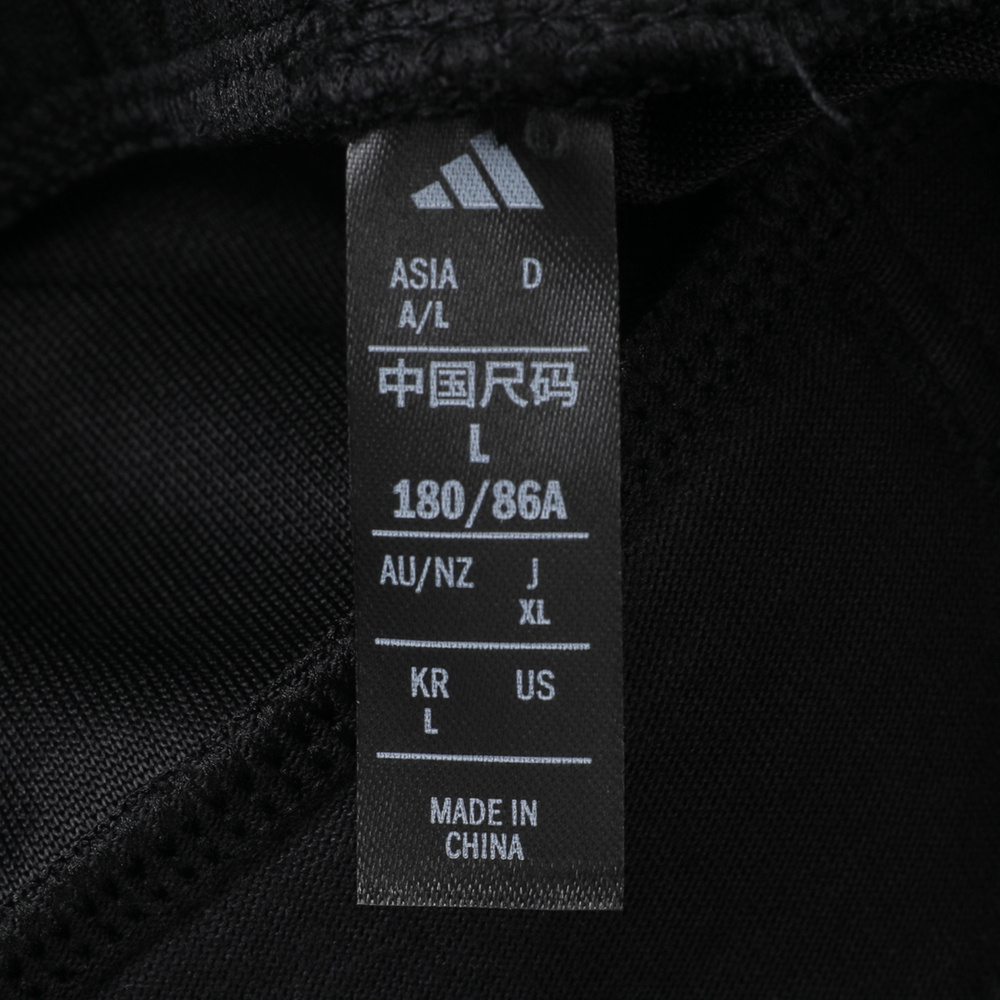 ASIA D
A/L
中国尺码
L
180/86A
AU/NZ J
XL
KR US
L
MADE IN
CHINA